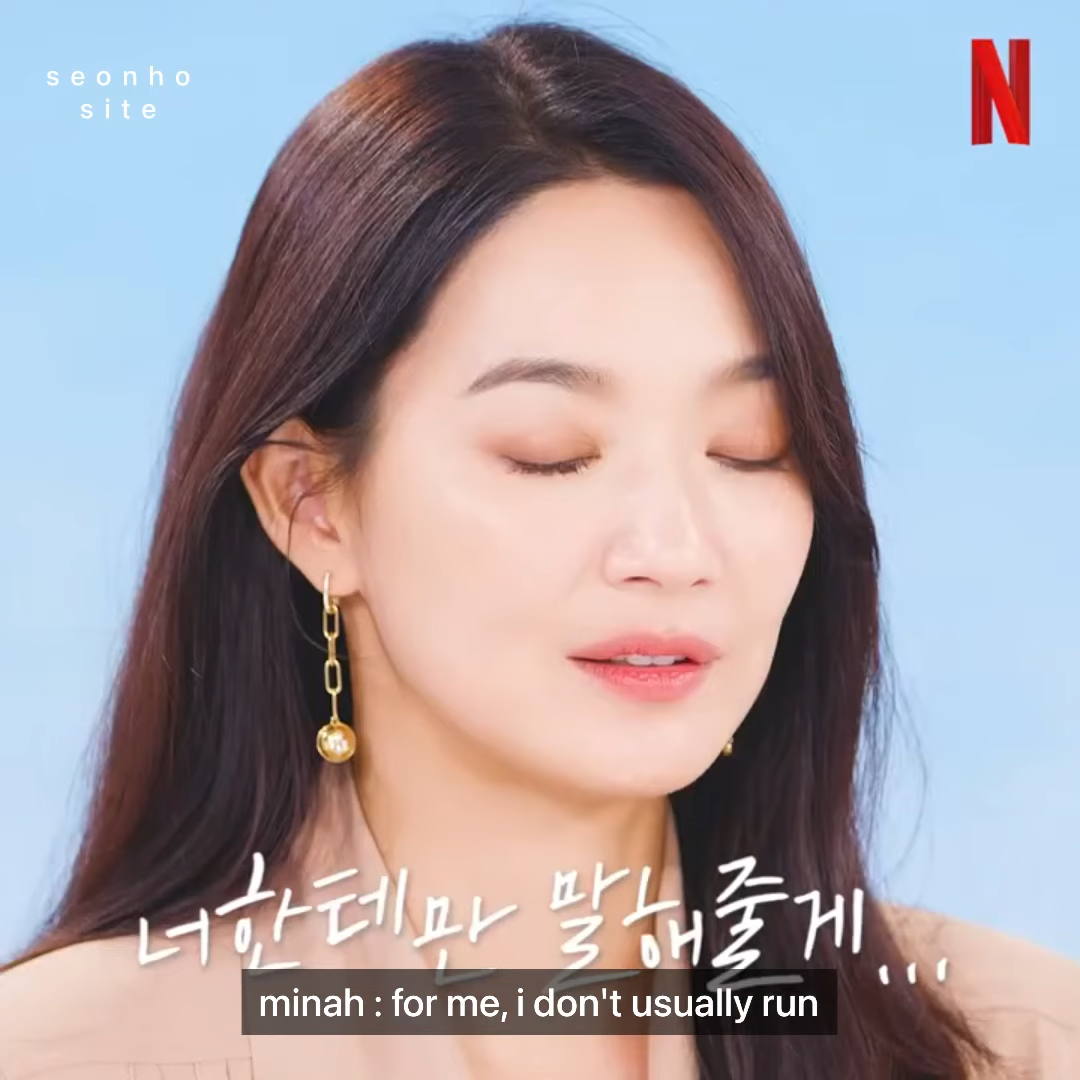 seonho
site
N
너한테만 말해줄게...
minah : for me, i don't usually run